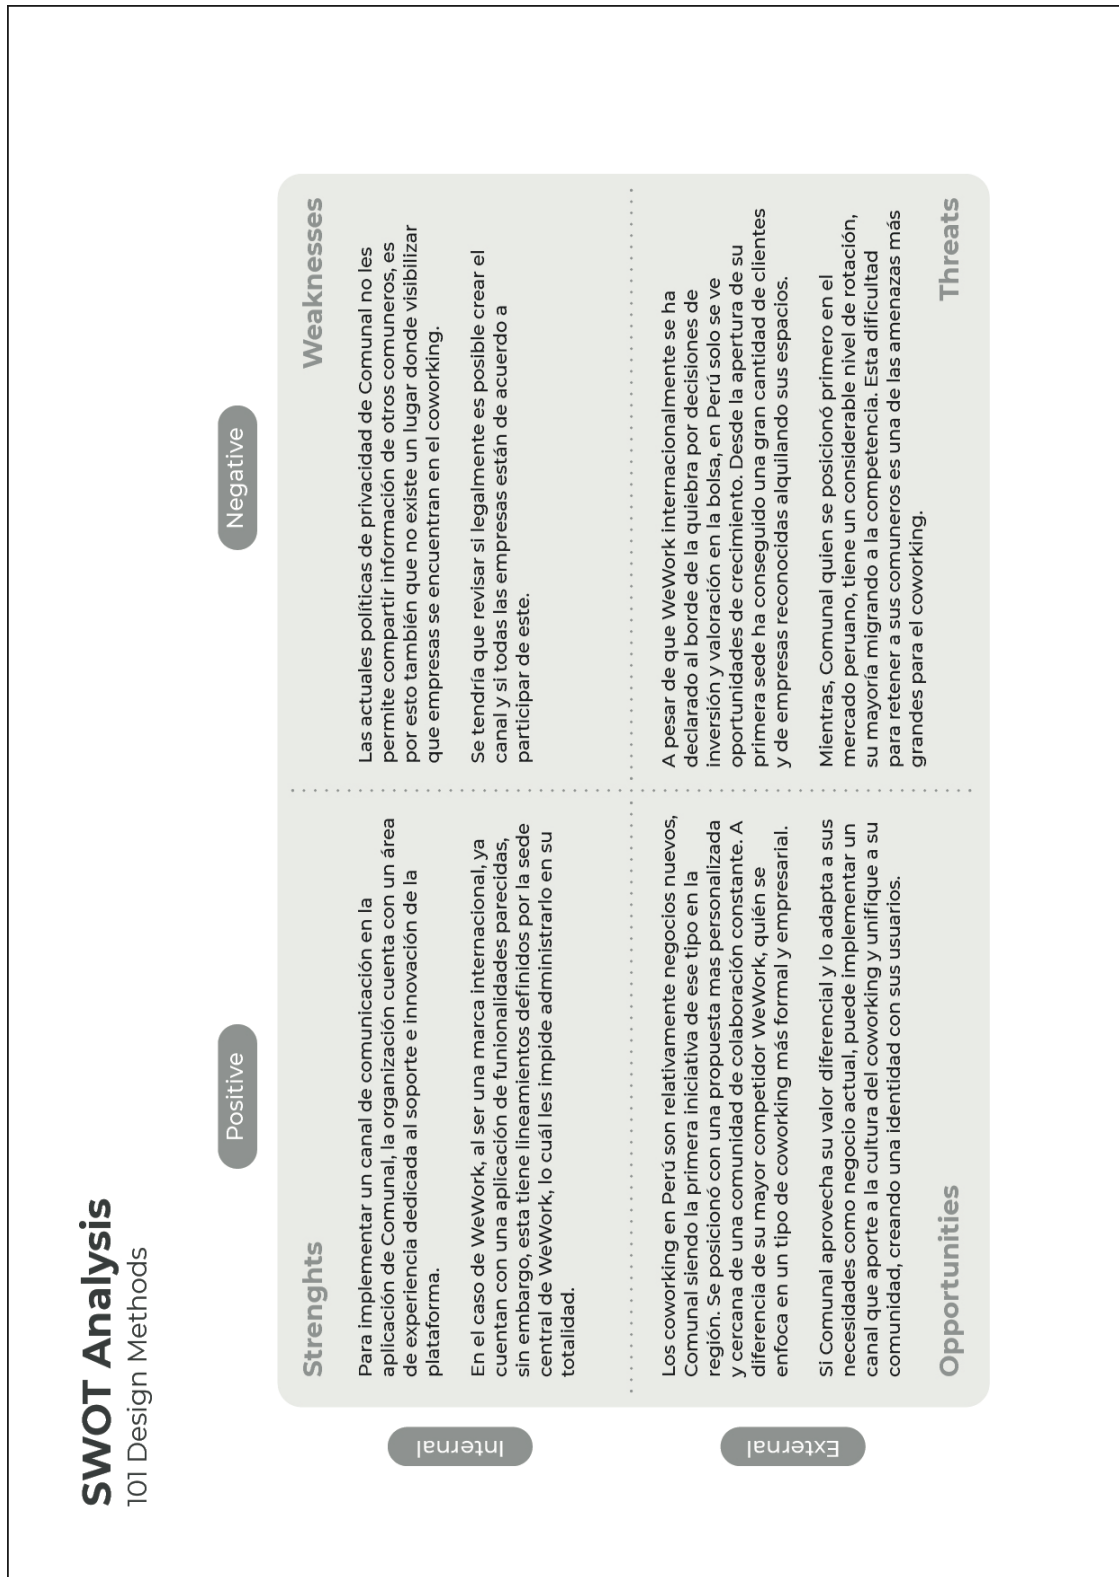 SWOT Analysis
101 Design Methods
Positive
Negative
Internal
Strenghts
Para implementar un canal de comunicación en la
aplicación de Comunal, la organización cuenta con un área
de experiencia dedicada al soporte e innovación de la
plataforma.
En el caso de WeWork, al ser una marca internacional, ya
cuentan con una aplicación de funionalidades parecidas,
sin embargo, esta tiene lineamientos definidos por la sede
central de WeWork, lo cuál les impide administrarlo en su
totalidad.
Weaknesses
Las actuales políticas de privacidad de Comunal no les
permite compartir información de otros comuneros, es
por esto también que no existe un lugar donde visibilizar
que empresas se encuentran en el coworking.
Se tendría que revisar si legalmente es posible crear el
canal y si todas las empresas están de acuerdo a
participar de este.
External
Los coworking en Perú son relativamente negocios nuevos,
Comunal siendo la primera iniciativa de ese tipo en la
región. Se posicionó con una propuesta mas personalizada
y cercana de una comunidad de colaboración constante. A
diferencia de su mayor competidor WeWork, quién se
enfoca en un tipo de coworking más formal y empresarial.
Si Comunal aprovecha su valor diferencial y lo adapta a sus
necesidades como negocio actual, puede implementar un
canal que aporte a la cultura del coworking y unifique a su
comunidad, creando una identidad con sus usuarios.
Opportunities
A pesar de que WeWork internacionalmente se ha
declarado al borde de la quiebra por decisiones de
inversión y valoración en la bolsa, en Perú solo se ve
oportunidades de crecimiento. Desde la apertura de su
primera sede ha conseguido una gran cantidad de clientes
y de empresas reconocidas alquilando sus espacios.
Mientras, Comunal quien se posicionó primero en el
mercado peruano, tiene un considerable nivel de rotación,
su mayoría migrando a la competencia. Esta dificultad
para retener a sus comuneros es una de las amenazas más
grandes para el coworking.
Threats